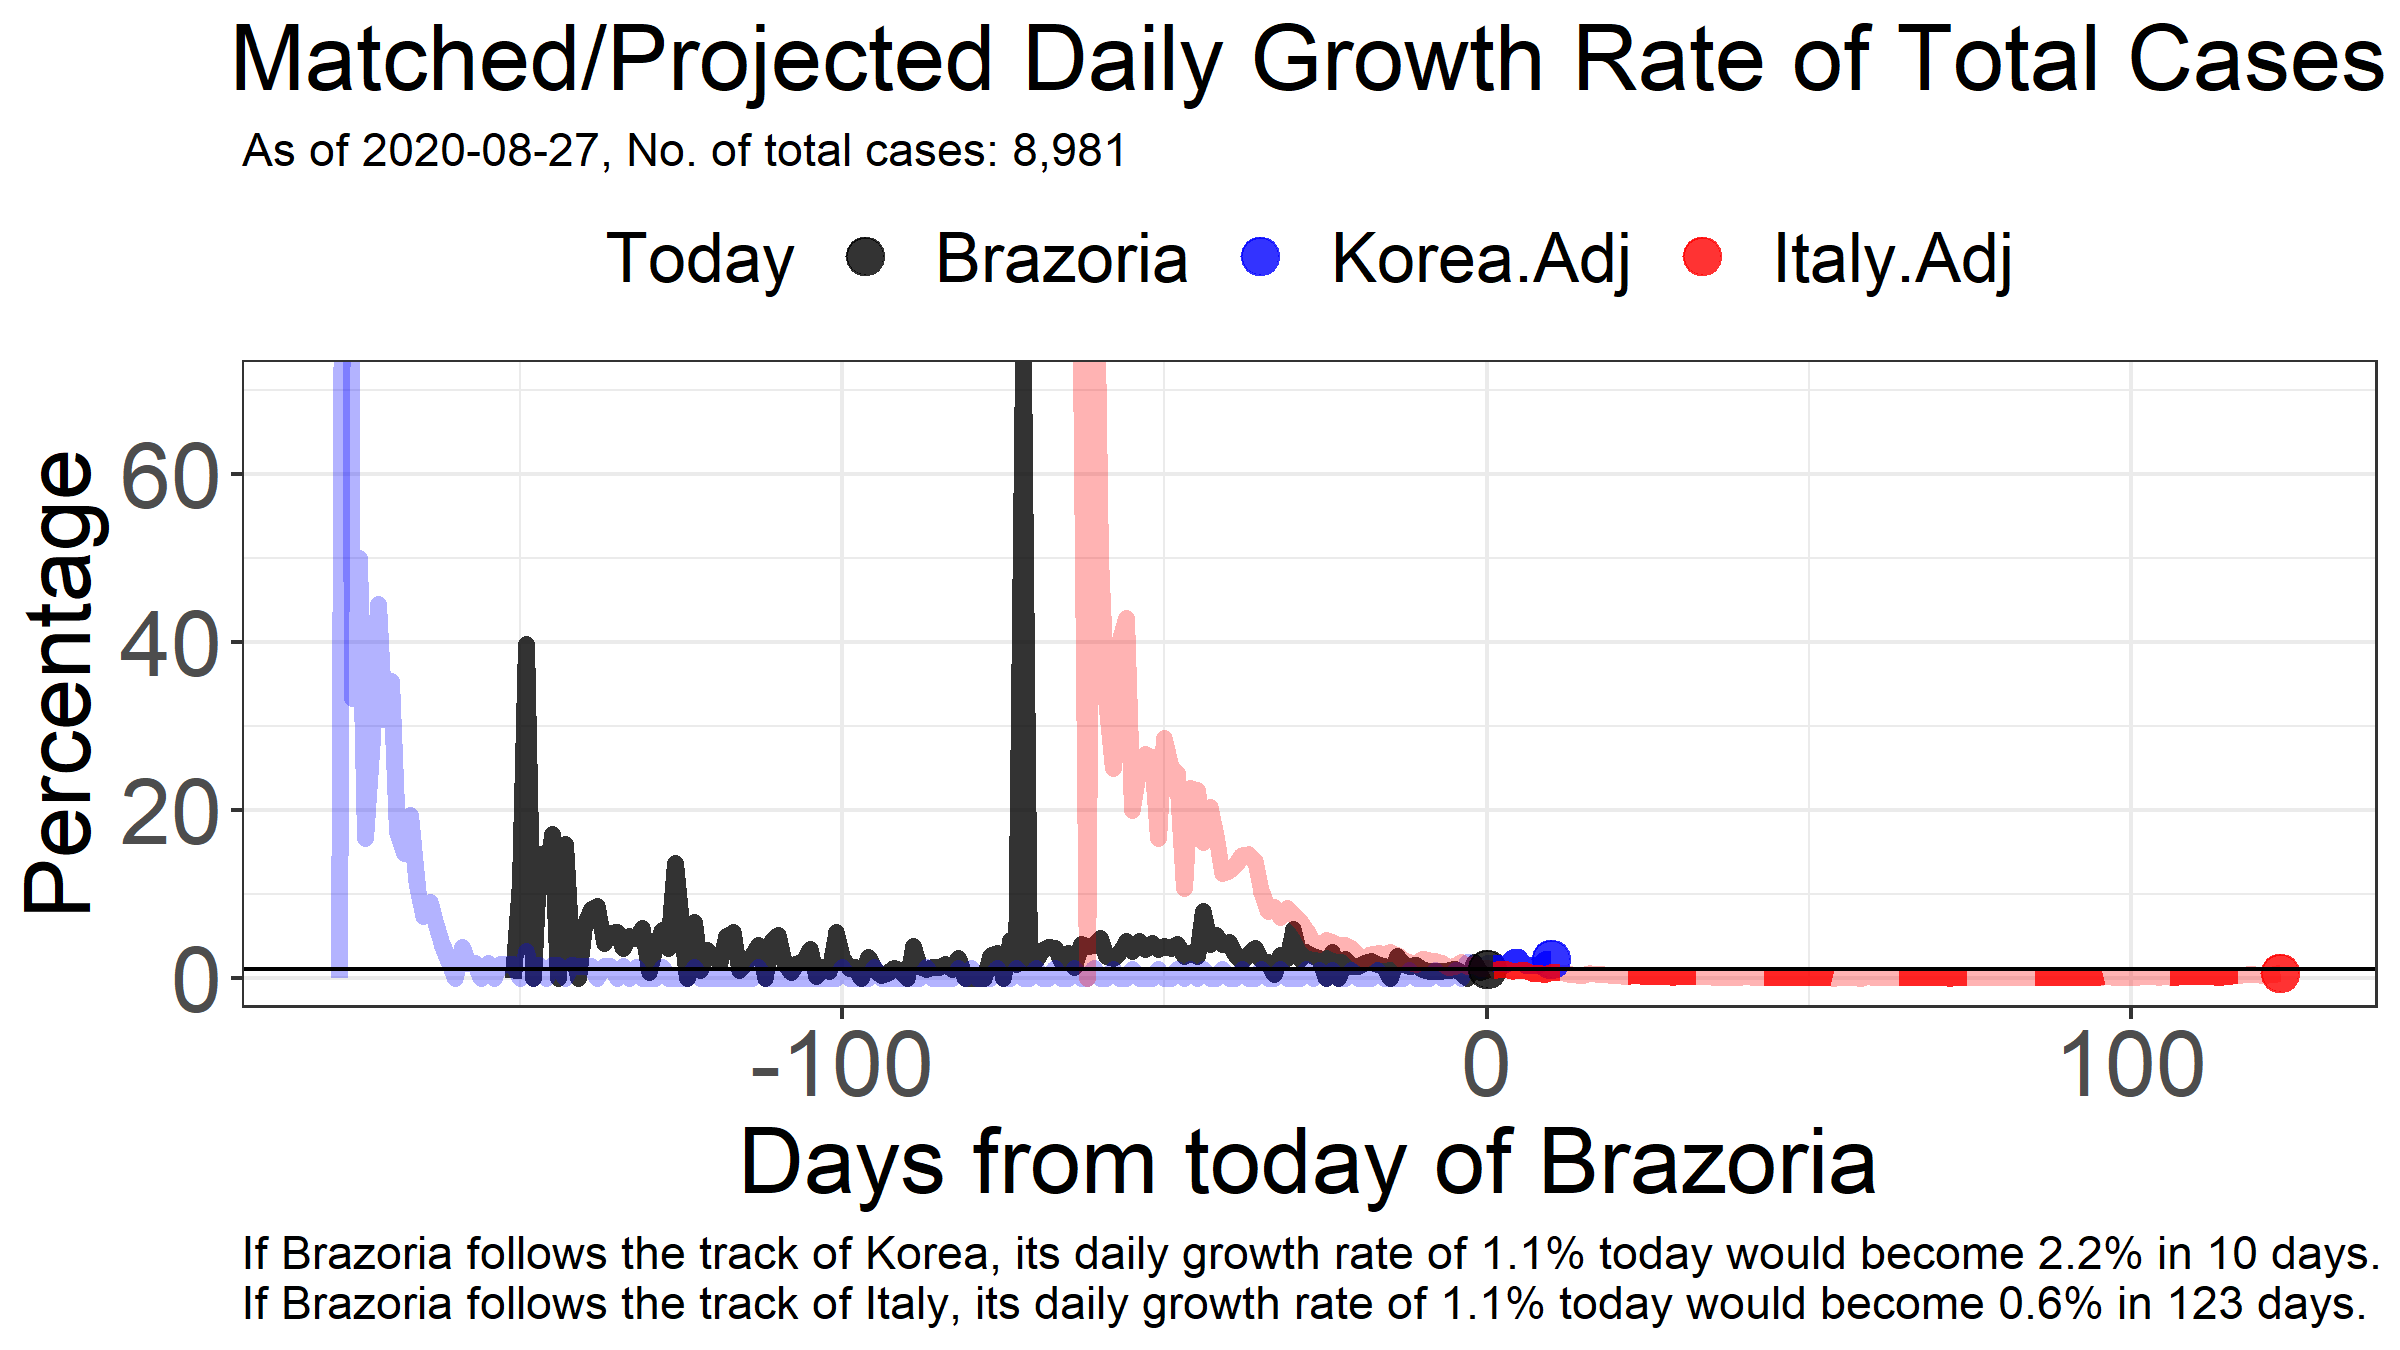 Matched/Projected Daily Growth Rate of Total Cases
As of 2020-08-27, No. of total cases: 8,981
Today Brazoria Korea.Adj Italy.Adj
Percentage
60
40
20
0
-100 0 100
Days from today of Brazoria
If Brazoria follows the track of Korea, its daily growth rate of 1.1% today would become 2.2% in 10 days.
If Brazoria follows the track of Italy, its daily growth rate of 1.1% today would become 0.6% in 123 days.